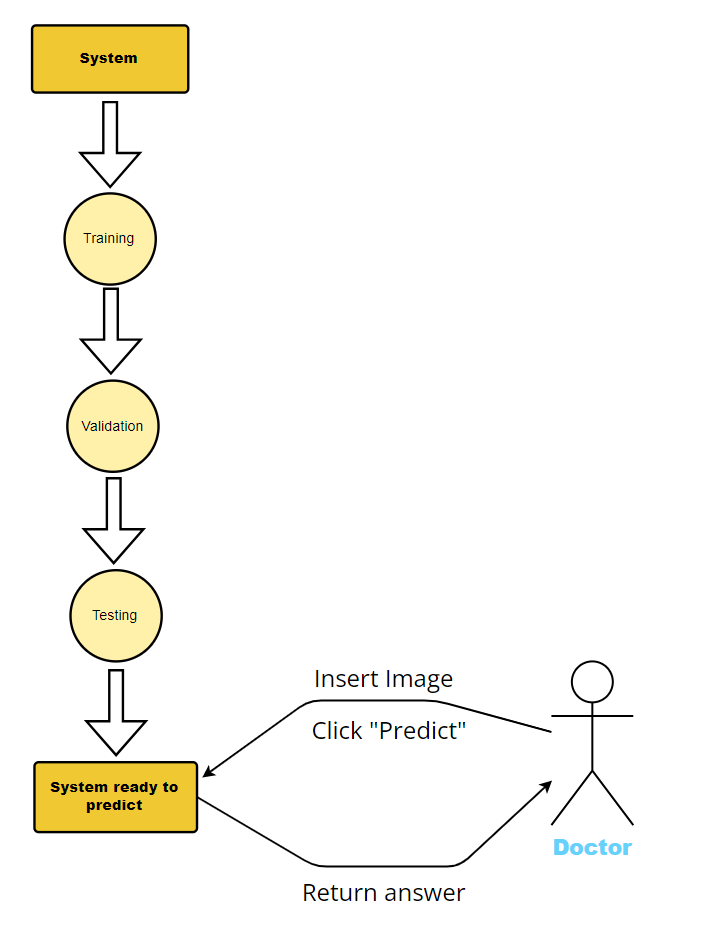 System
Training
Validation
Testing
Insert Image
Click "Predict"
System ready to
predict
Doctor
Return answer